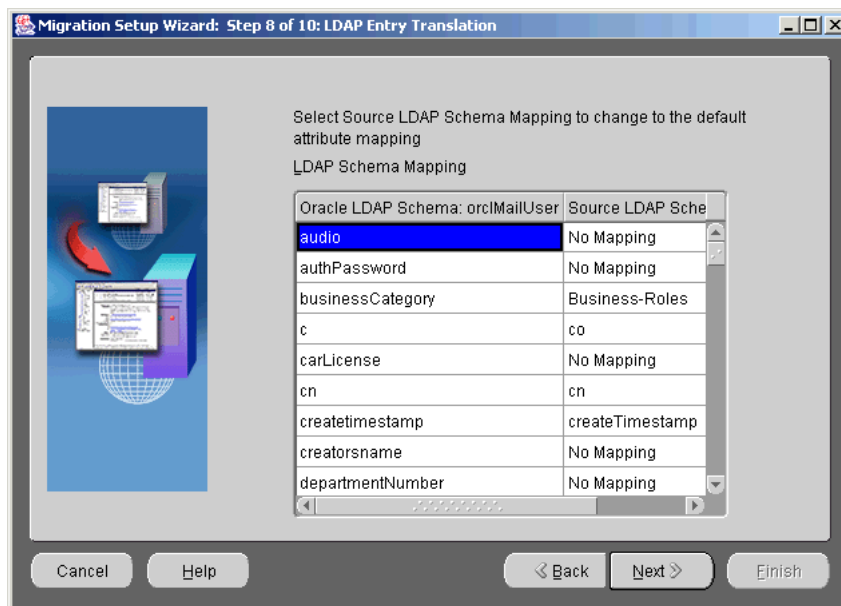 Migration Setup Wizard: Step 8 of 10: LDAP Entry Translation
Select Source LDAP Schema Mapping to change to the default
attribute mapping
LDAP Schema Mapping
Oracle LDAP Schema: orclMailUser Source LDAP Sche
audio No Mapping
authPassword No Mapping
businessCategory Business-Roles
c co
carLicense No Mapping
cn cn
createtimestamp createTimestamp
creatorsname No Mapping
departmentNumber No Mapping
Cancel Help Back Next Finish